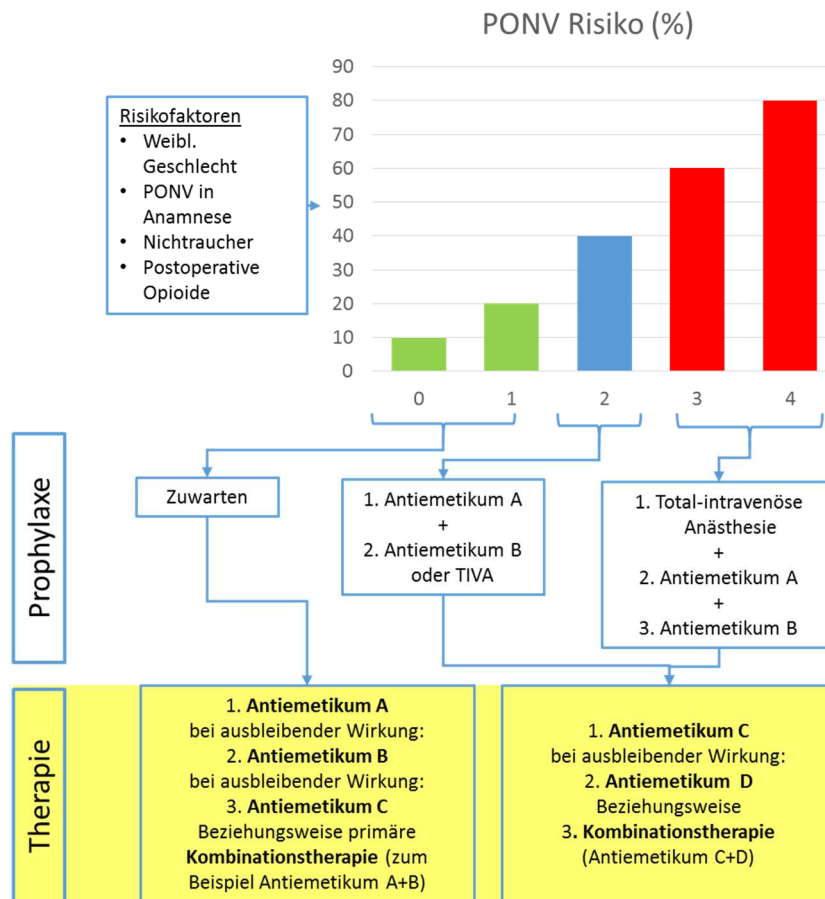 PONV Risiko (%)
90
80
70
60
50
40
30
20
10
0
0
1
2
3
4
Risikofaktoren
• Weibl.
Geschlecht
• PONV in
Anamnese
• Nichtraucher
• Postoperative
Opioide
Prophylaxe
Zuwarten
1. Antiemetikum A
+
2. Antiemetikum B
oder TIVA
1. Total-intravenöse
Anästhesie
+
2. Antiemetikum A
+
3. Antiemetikum B
Therapie
1. Antiemetikum A
bei ausbleibender Wirkung:
2. Antiemetikum B
bei ausbleibender Wirkung:
3. Antiemetikum C
Beziehungsweise primäre
Kombinationstherapie (zum
Beispiel Antiemetikum A+B)
1. Antiemetikum C
bei ausbleibender Wirkung:
2. Antiemetikum D
Beziehungsweise
3. Kombinationstherapie
(Antiemetikum C+D)